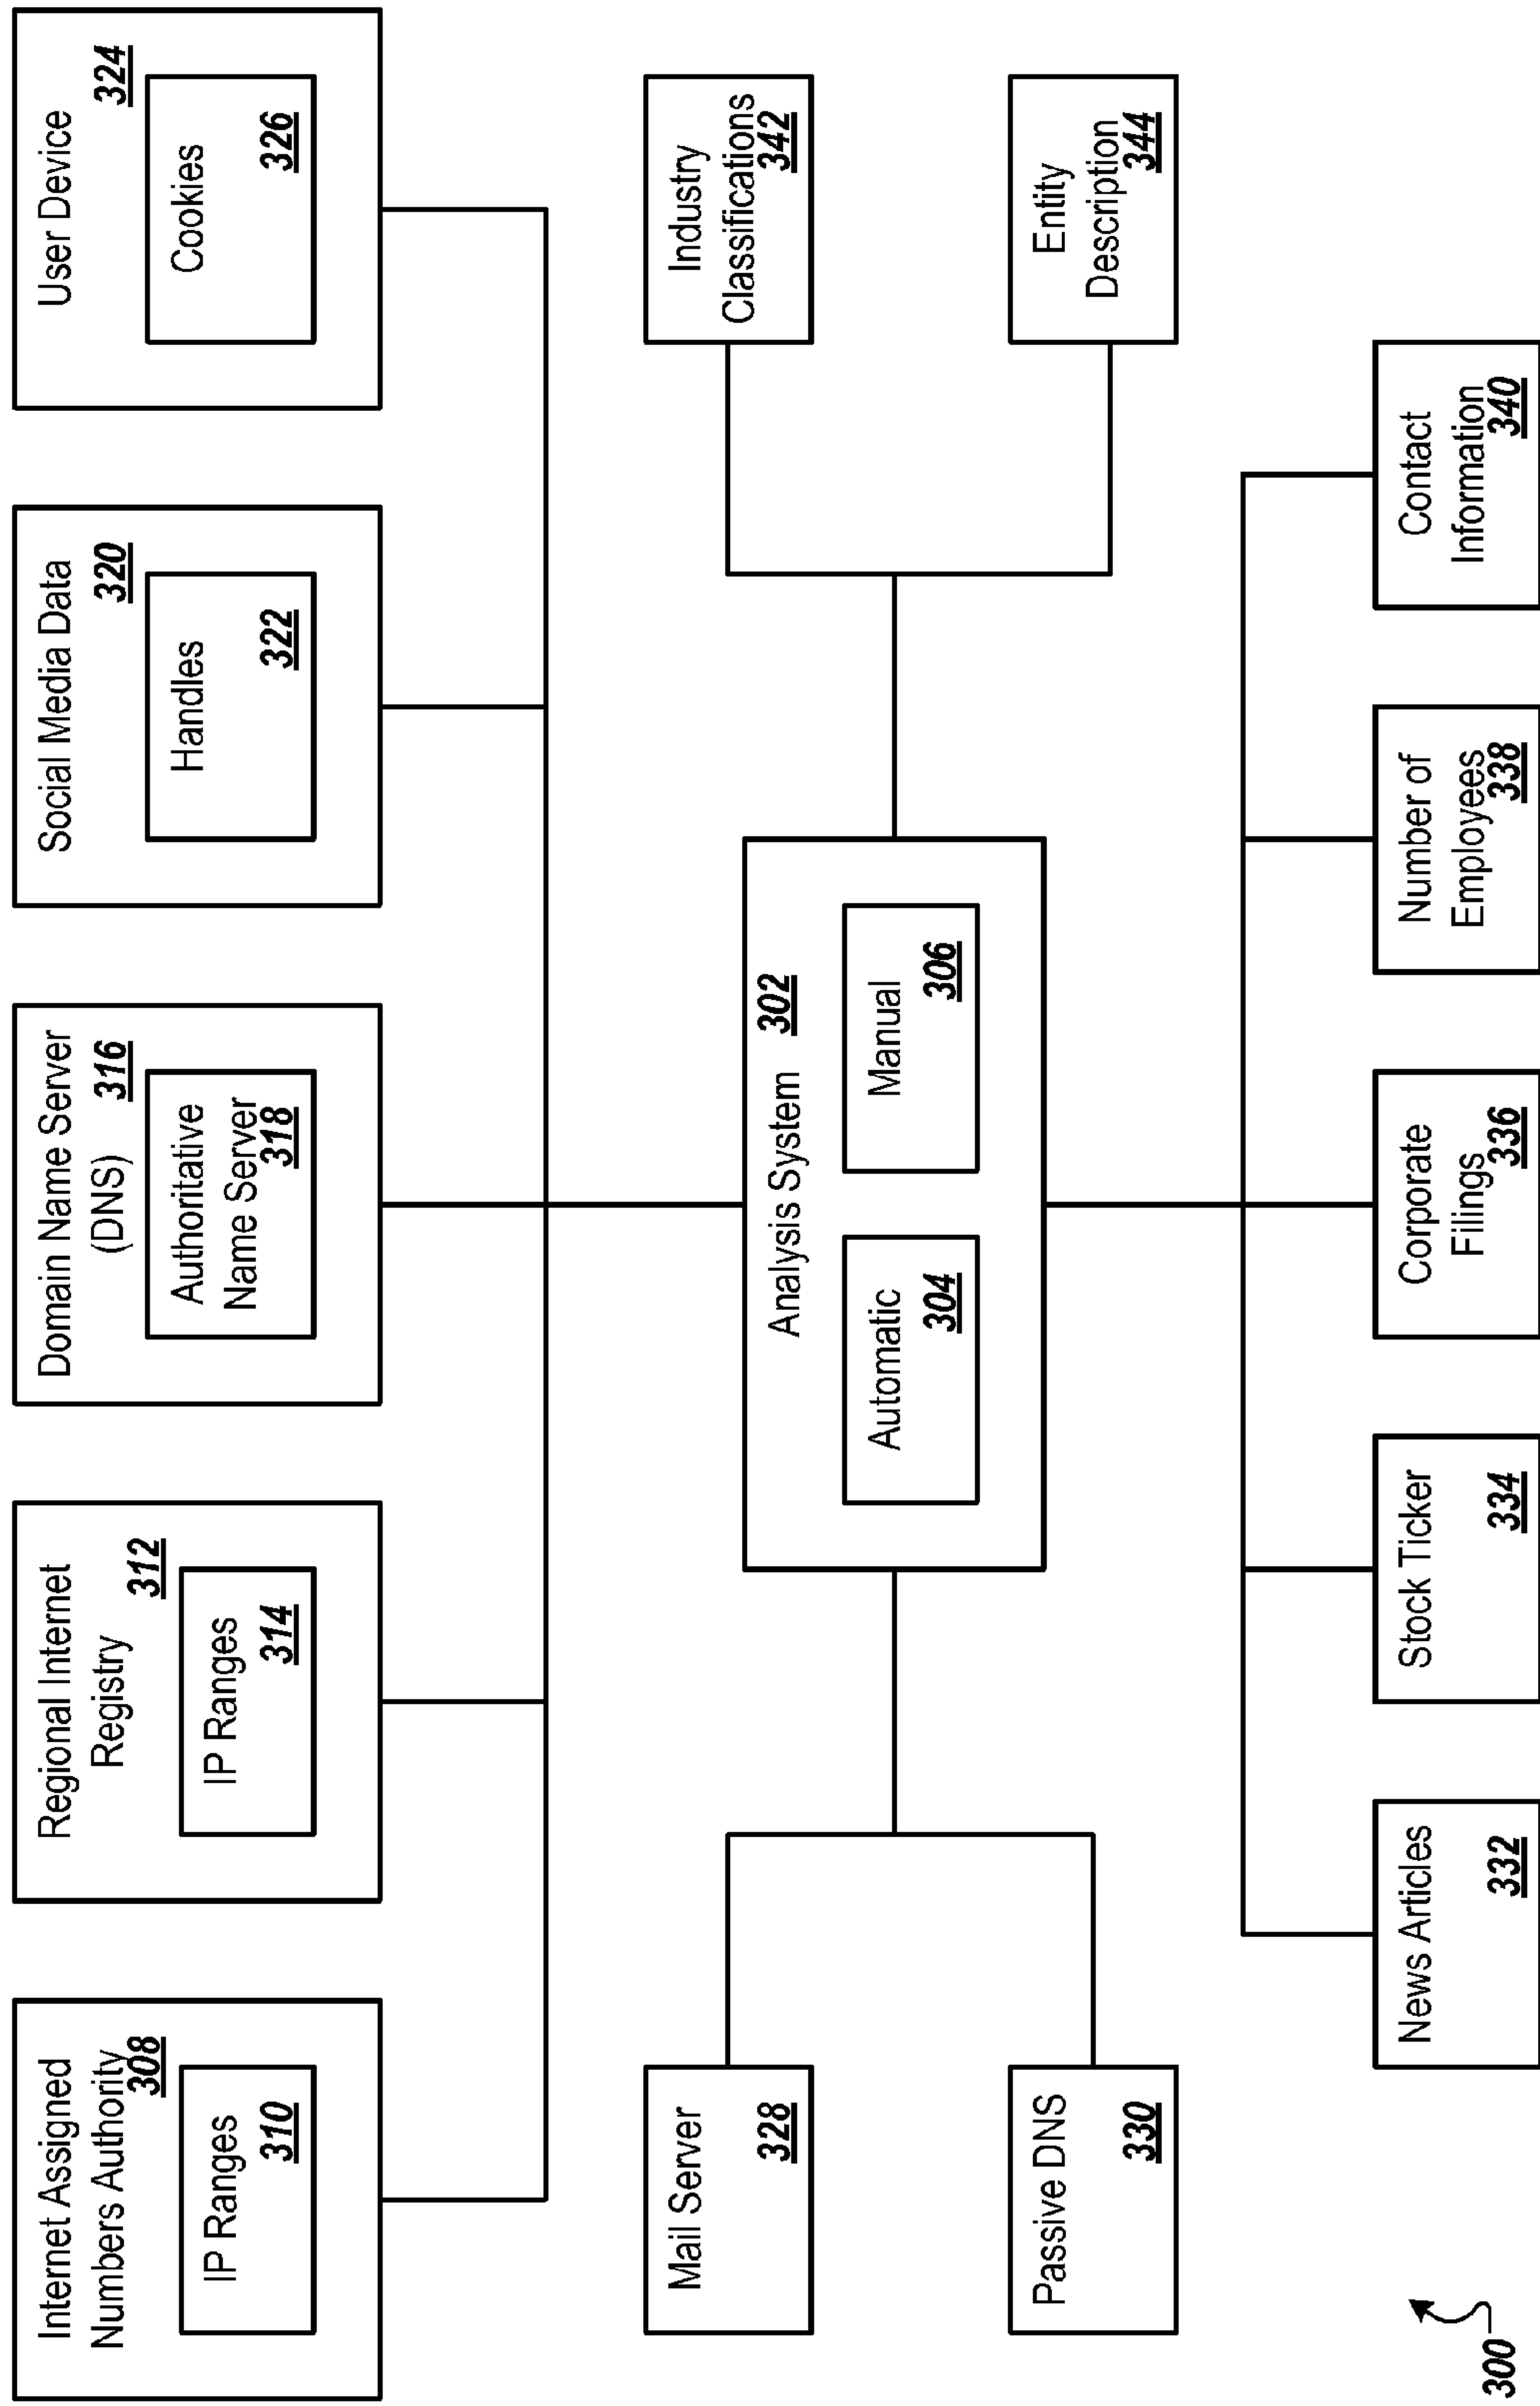 Internet Assigned
Numbers Authority
308
IP Ranges
310
Regional Internet
Registry
312
IP Ranges
314
Domain Name Server
(DNS)
316
Authoritative
Name Server
318
Social Media Data
320
Handles
322
User Device
324
Cookies
326
Mail Server
328
Passive DNS
330
Analysis System
302
Automatic
304
Manual
306
Industry
Classifications
342
Entity
Description
344
News Articles
332
Stock Ticker
334
Corporate
Filings
336
Number of
Employees
338
Contact
Information
340
300